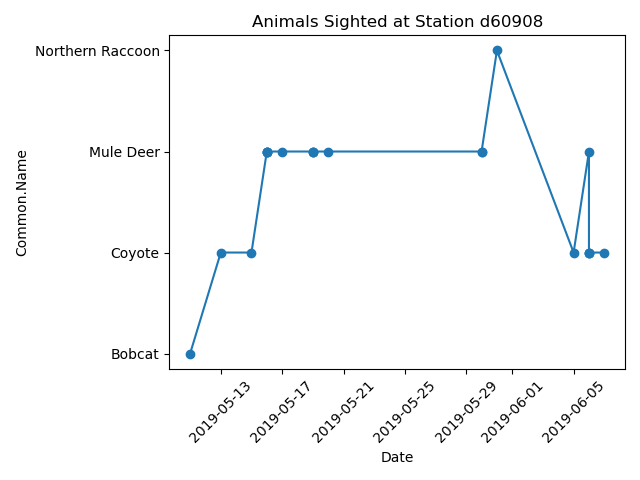 Animals Sighted at Station d60908
Northern Raccoon
Mule Deer
Coyote
Bobcat
Common.Name
2019-05-13
2019-05-17
2019-05-21
2019-05-25
2019-05-29
2019-06-01
2019-06-05
Date